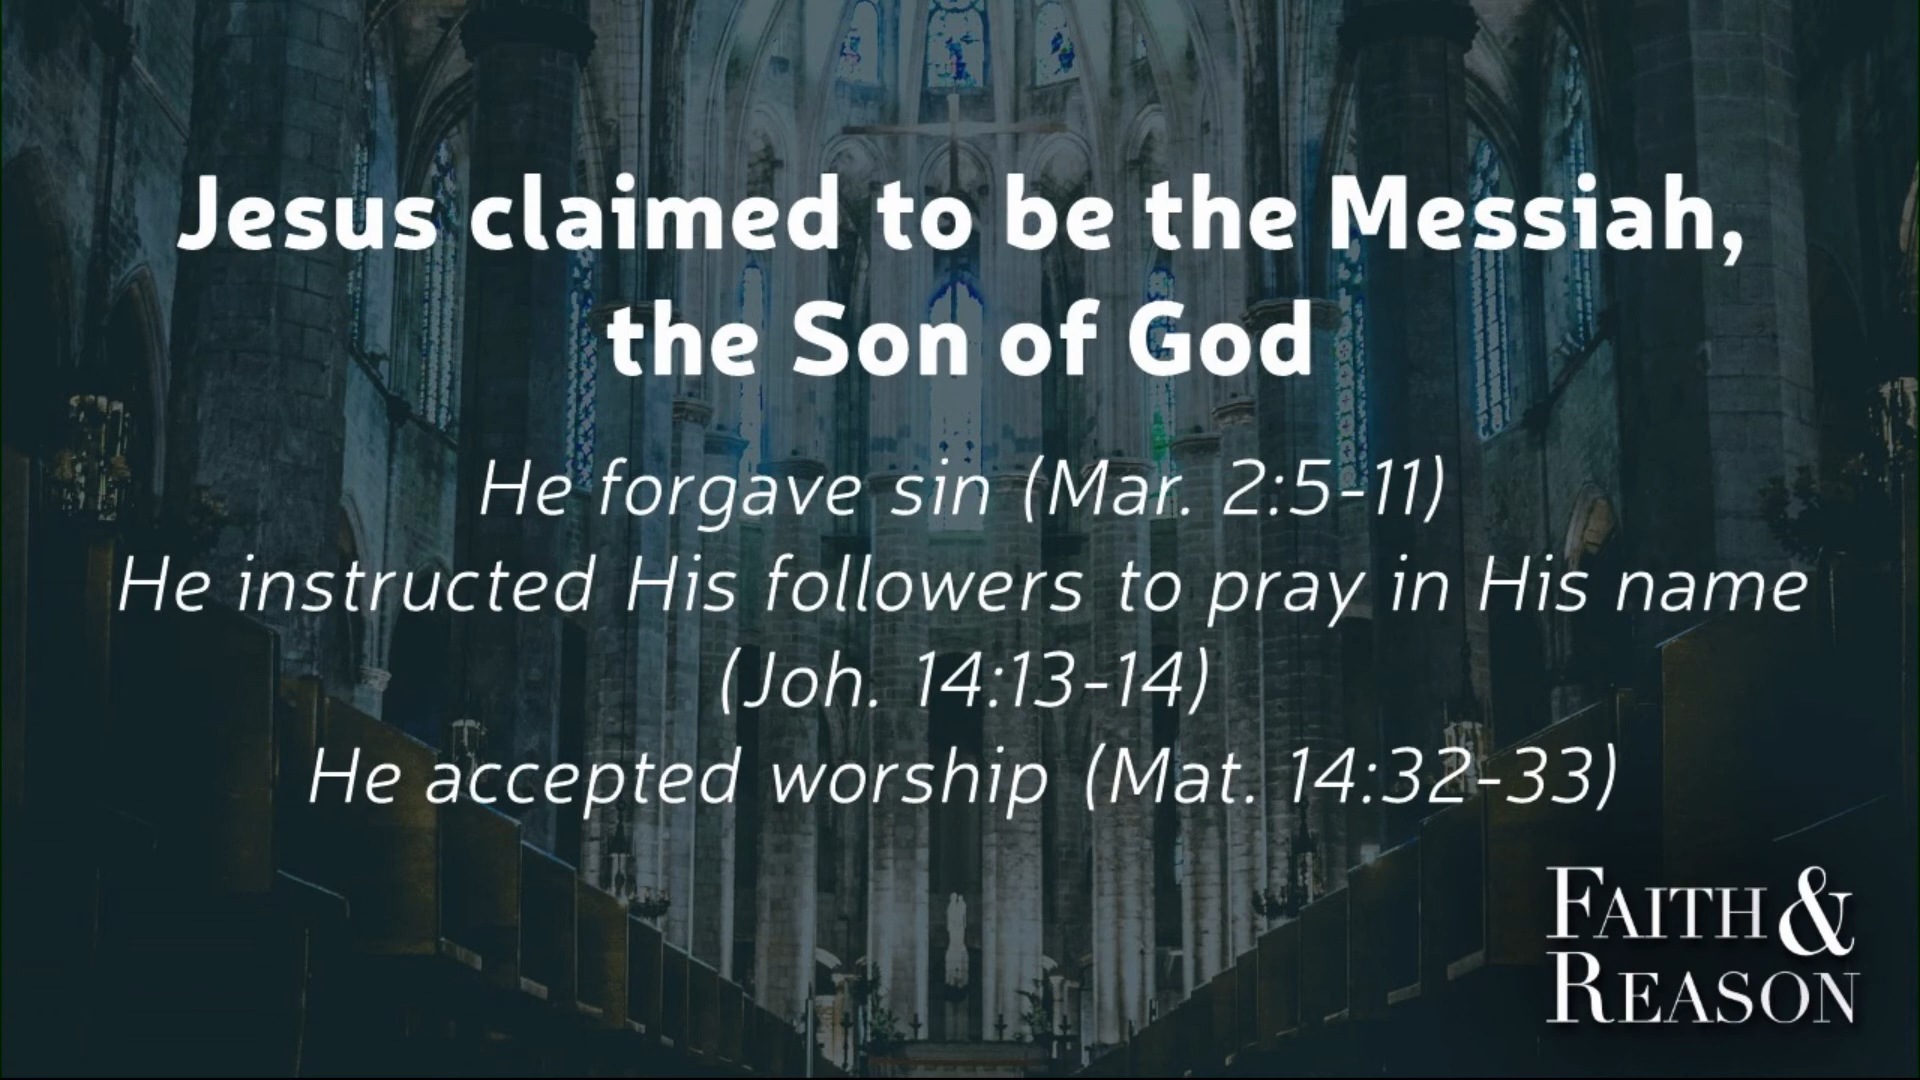 Jesus claimed to be the Messiah,
the Son of God
He forgave sin (Mar. 2:5-11)
He instructed His followers to pray in His name
(Joh. 14:13-14)
He accepted worship (Mat. 14:32-33)
FAITH &
REASON